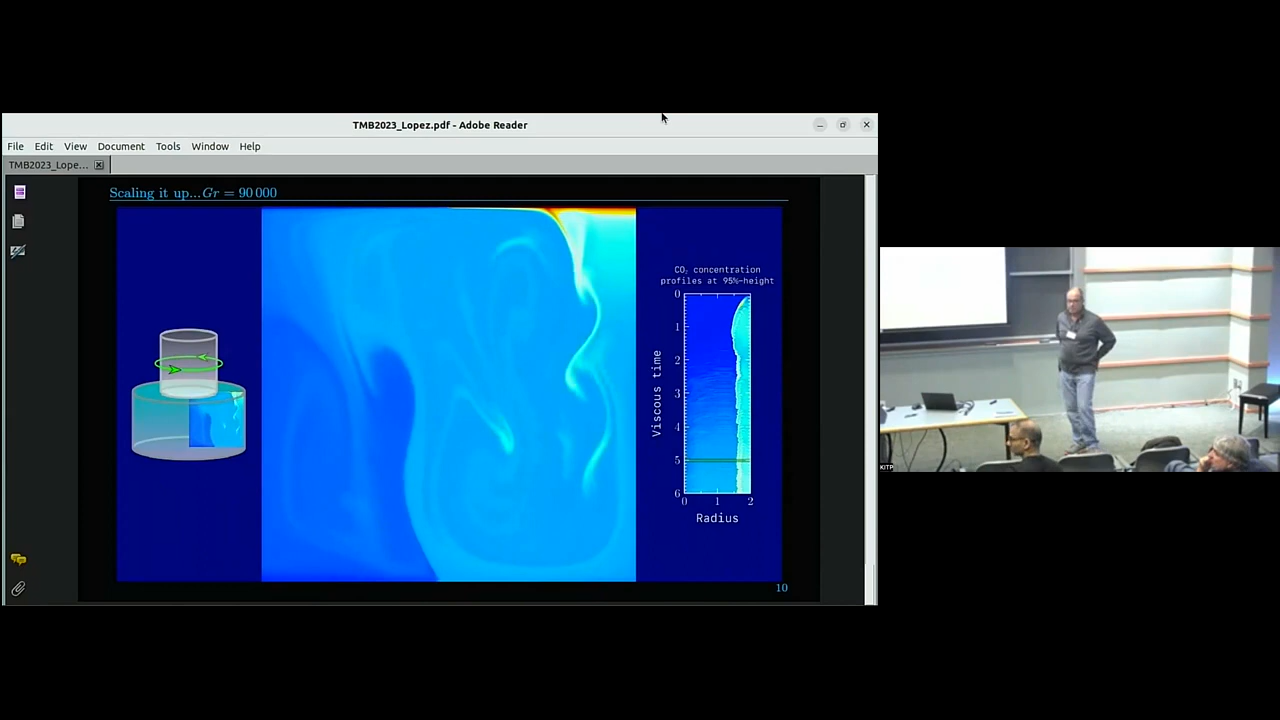 TMB2023_Lopez.pdf - Adobe Reader
File Edit View Document Tools Window Help
TMB2023_Lope...
Scaling it up...Gr = 90 000
CO₂ concentration
profiles at 95%-height
0
1
2
3
4
5
6
Viscous time
0 1 2
Radius
10
KITP